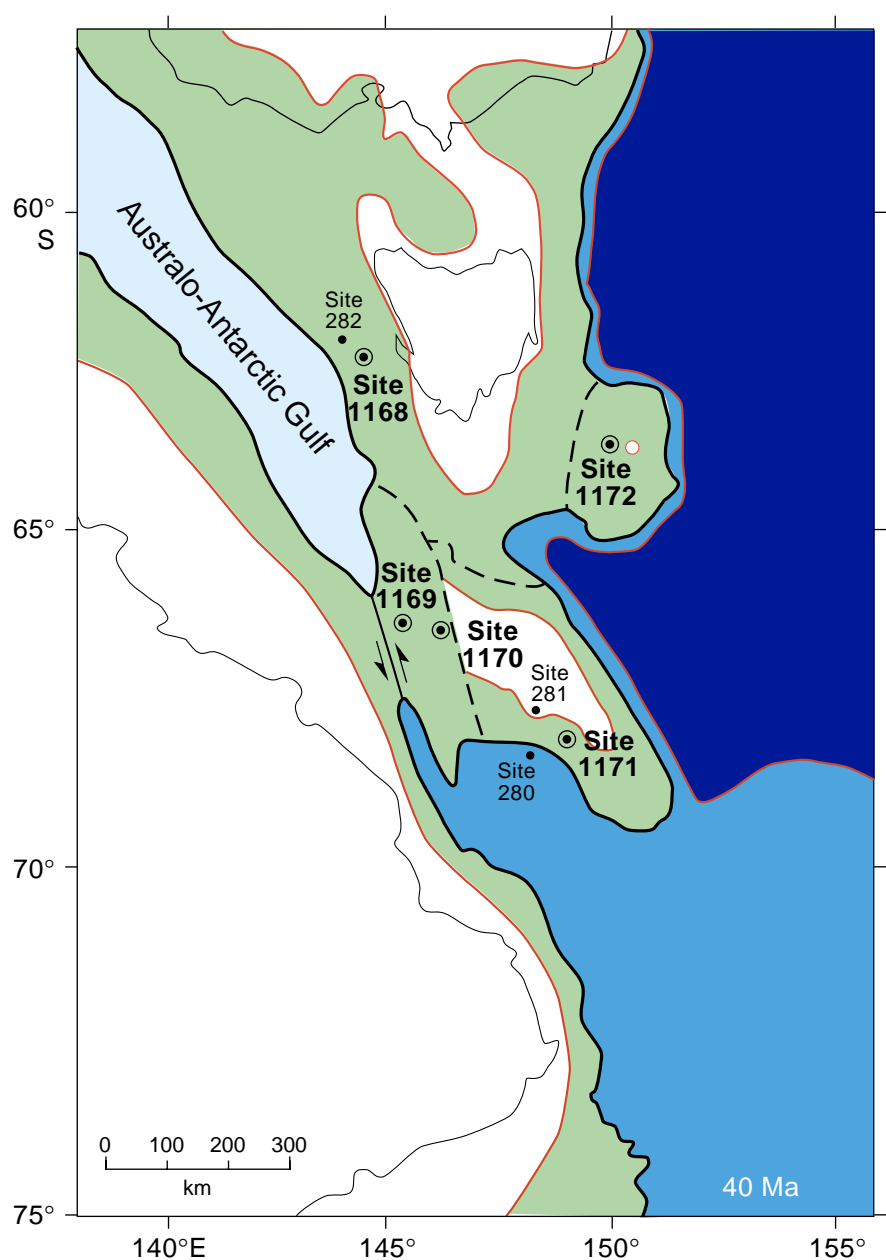 60°
S
65°
70°
75°
140°E
145°
150°
155°
Australo-Antarctic Gulf
Site
282
Site
1168
Site
1172
Site
1169
Site
1170
Site
281
Site
1171
Site
280
0 100 200 300
km
40 Ma